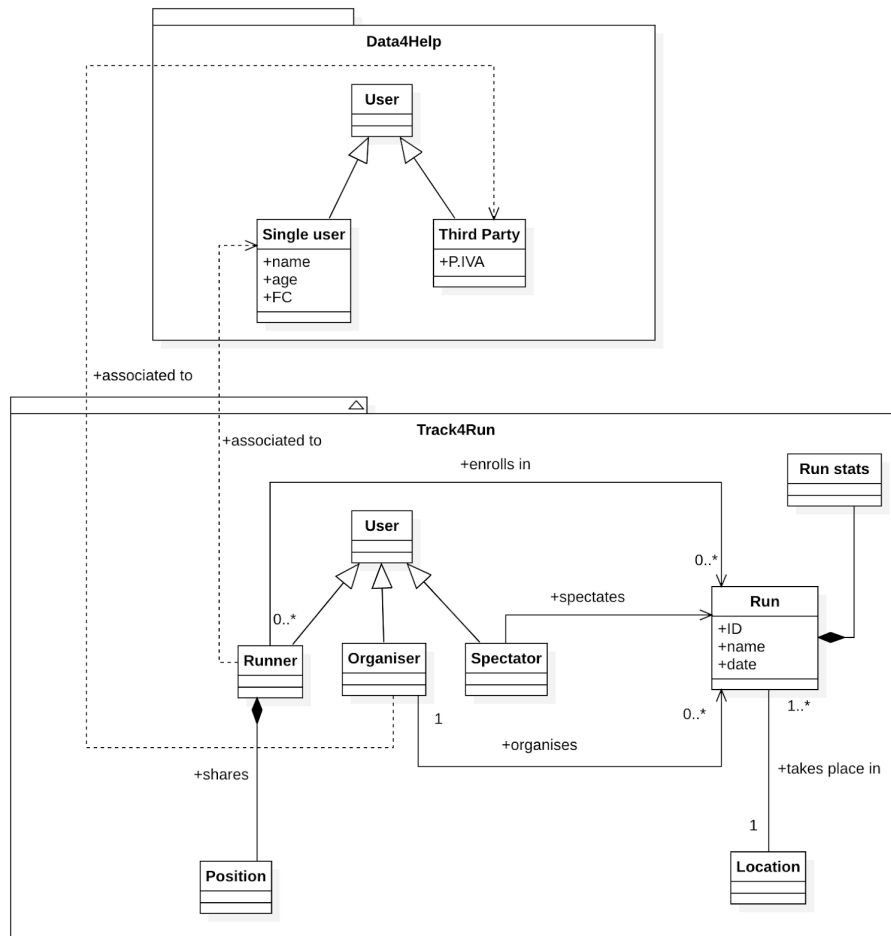 Data4Help
User
Single user
+name
+age
+FC
Third Party
+P.IVA
+associated to
Track4Run
+associated to
+enrolls in
Run stats
User
0..*
0..*
+spectates
Run
+ID
+name
+date
Runner
Organiser
Spectator
1
0..*
1..*
+organises
+shares
+takes place in
1
Position
Location